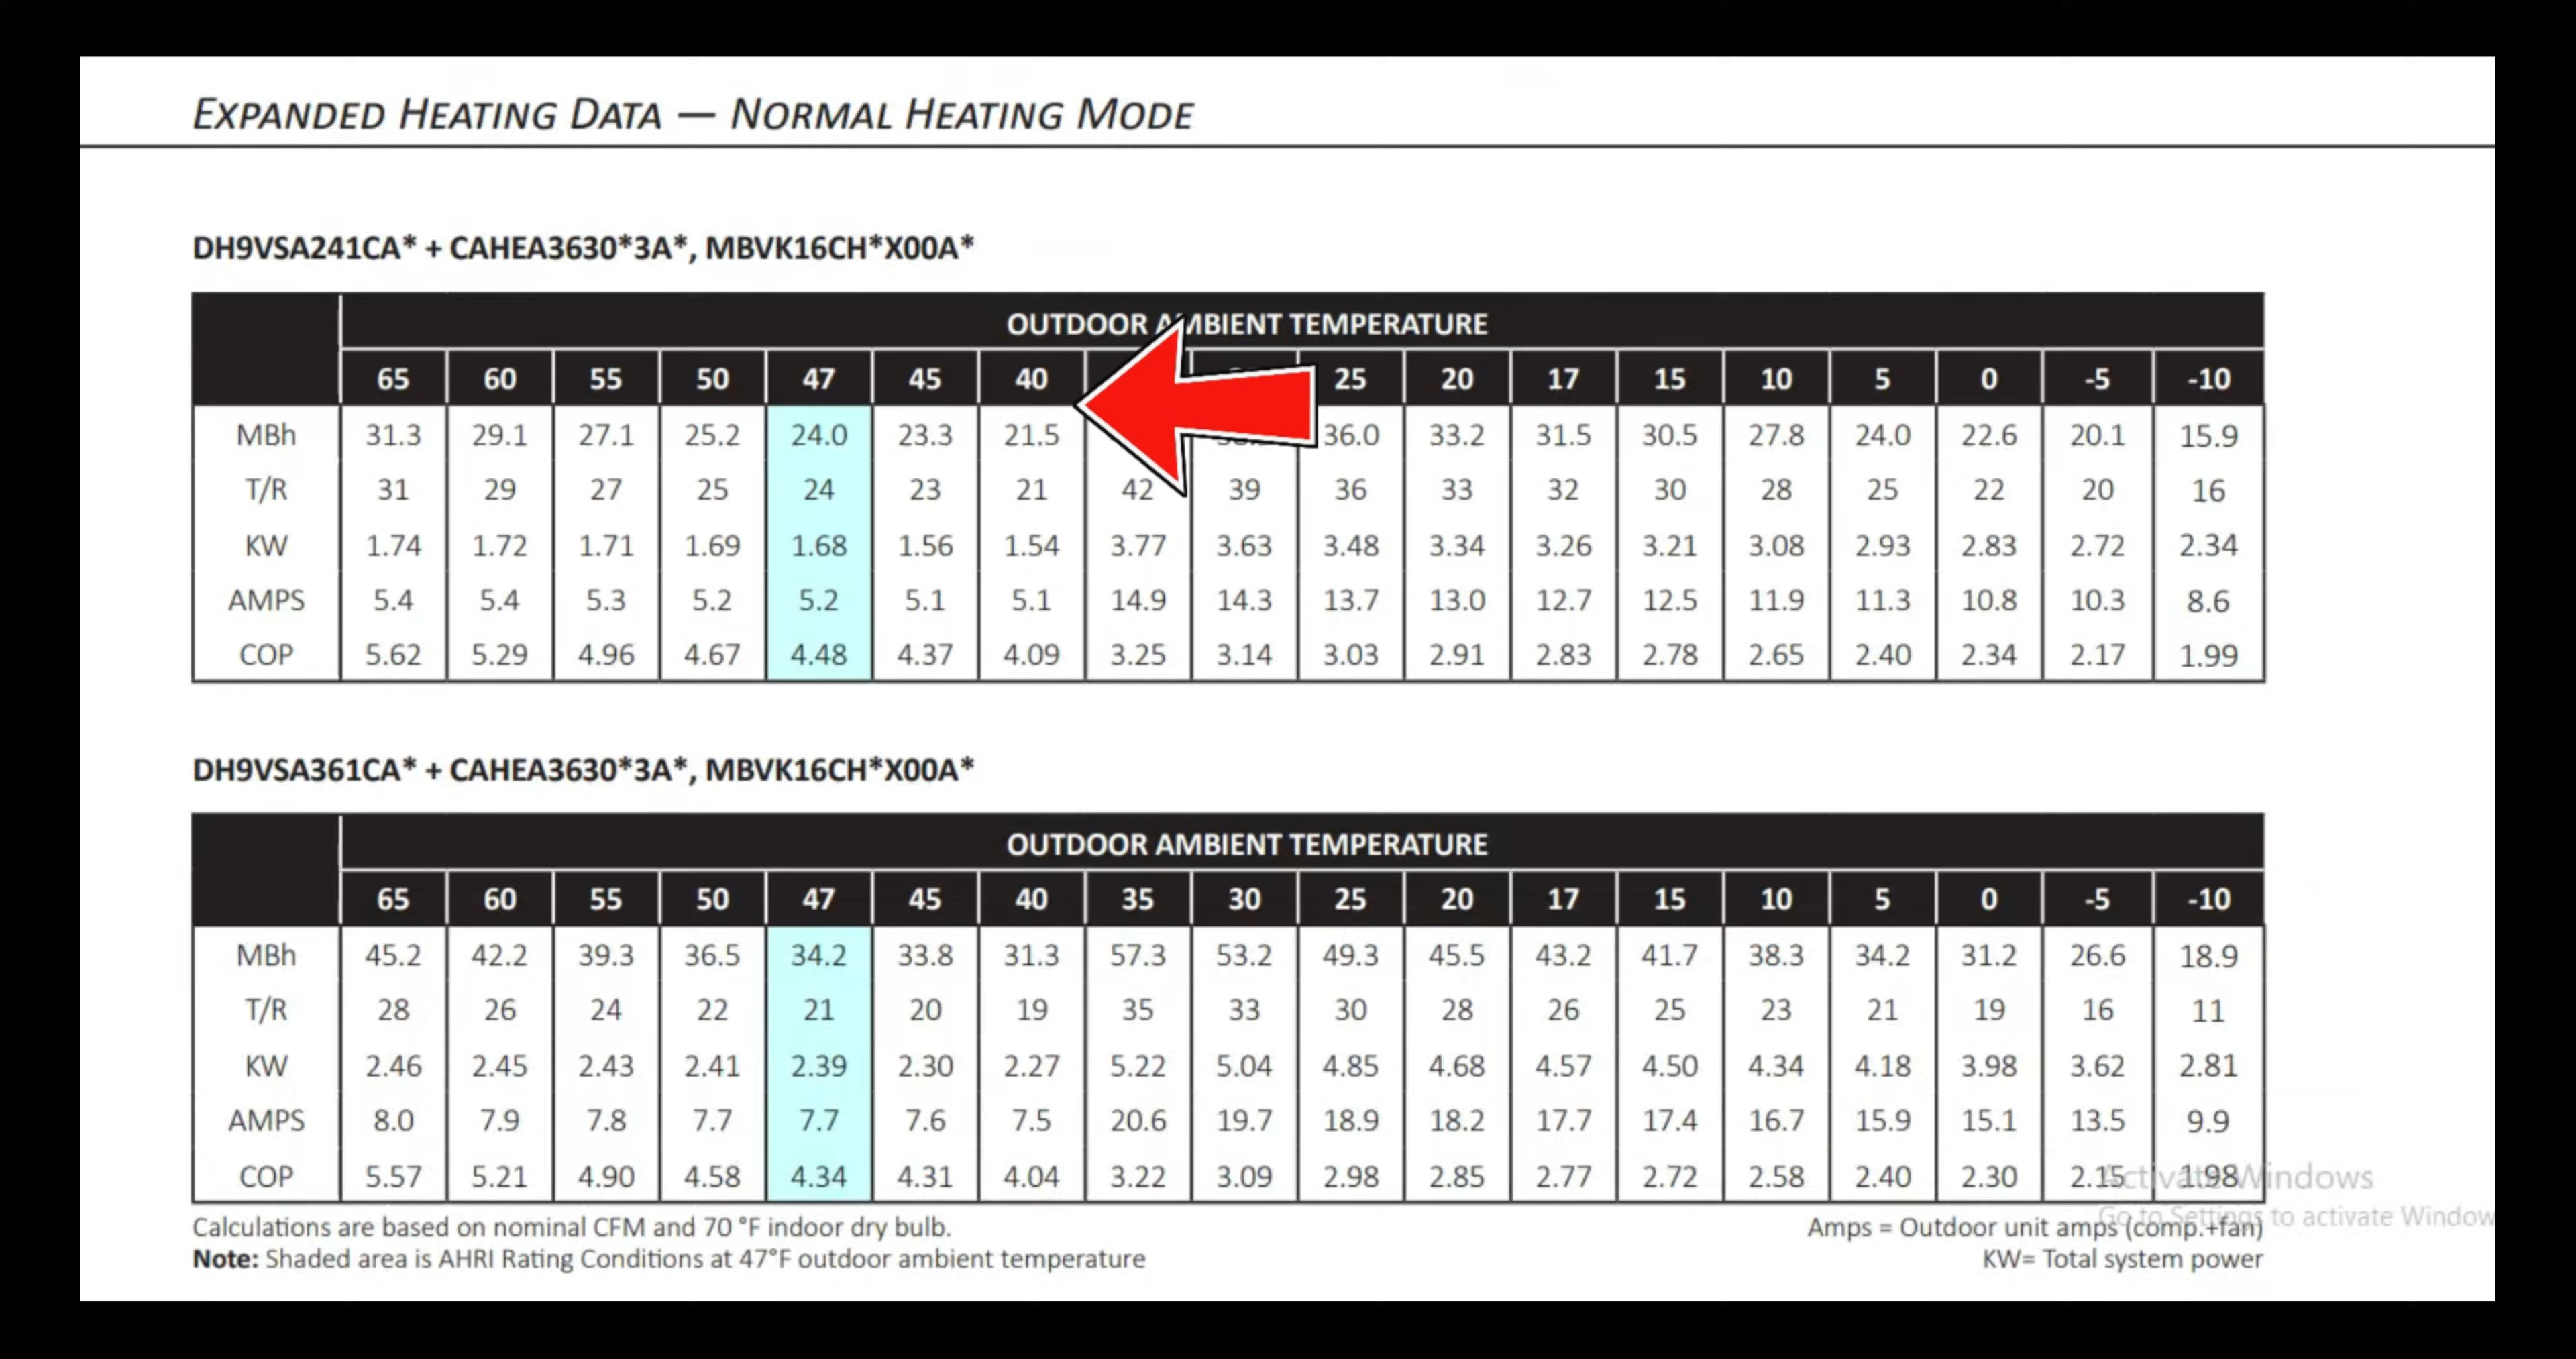 EXPANDED HEATING DATA — NORMAL HEATING MODE
DH9VSA241CA* + CAHEA3630*3A*, MBVK16CH*X00A*
OUTDOOR AMBIENT TEMPERATURE
65 60 55 50 47 45 40 25 20 17 15 10 5 0 -5 -10
MBh 31.3 29.1 27.1 25.2 24.0 23.3 21.5 36.0 33.2 31.5 30.5 27.8 24.0 22.6 20.1 15.9
T/R 31 29 27 25 24 23 21 42 39 36 33 32 30 28 25 22 20 16
KW 1.74 1.72 1.71 1.69 1.68 1.56 1.54 3.77 3.63 3.48 3.34 3.26 3.21 3.08 2.93 2.83 2.72 2.34
AMPS 5.4 5.4 5.3 5.2 5.2 5.1 5.1 14.9 14.3 13.7 13.0 12.7 12.5 11.9 11.3 10.8 10.3 8.6
COP 5.62 5.29 4.96 4.67 4.48 4.37 4.09 3.25 3.14 3.03 2.91 2.83 2.78 2.65 2.40 2.34 2.17 1.99
DH9VSA361CA* + CAHEA3630*3A*, MBVK16CH*X00A*
OUTDOOR AMBIENT TEMPERATURE
65 60 55 50 47 45 40 35 30 25 20 17 15 10 5 0 -5 -10
MBh 45.2 42.2 39.3 36.5 34.2 33.8 31.3 57.3 53.2 49.3 45.5 43.2 41.7 38.3 34.2 31.2 26.6 18.9
T/R 28 26 24 22 21 20 19 35 33 30 28 26 25 23 21 19 16 11
KW 2.46 2.45 2.43 2.41 2.39 2.30 2.27 5.22 5.04 4.85 4.68 4.57 4.50 4.34 4.18 3.98 3.62 2.81
AMPS 8.0 7.9 7.8 7.7 7.7 7.6 7.5 20.6 19.7 18.9 18.2 17.7 17.4 16.7 15.9 15.1 13.5 9.9
COP 5.57 5.21 4.90 4.58 4.34 4.31 4.04 3.22 3.09 2.98 2.85 2.77 2.72 2.58 2.40 2.30 2.15 1.98
Activate Windows
Go to Settings to activate Window
Calculations are based on nominal CFM and 70 °F indoor dry bulb.
Amps = Outdoor unit amps (comp.+fan)
Note: Shaded area is AHRI Rating Conditions at 47°F outdoor ambient temperature
KW= Total system power